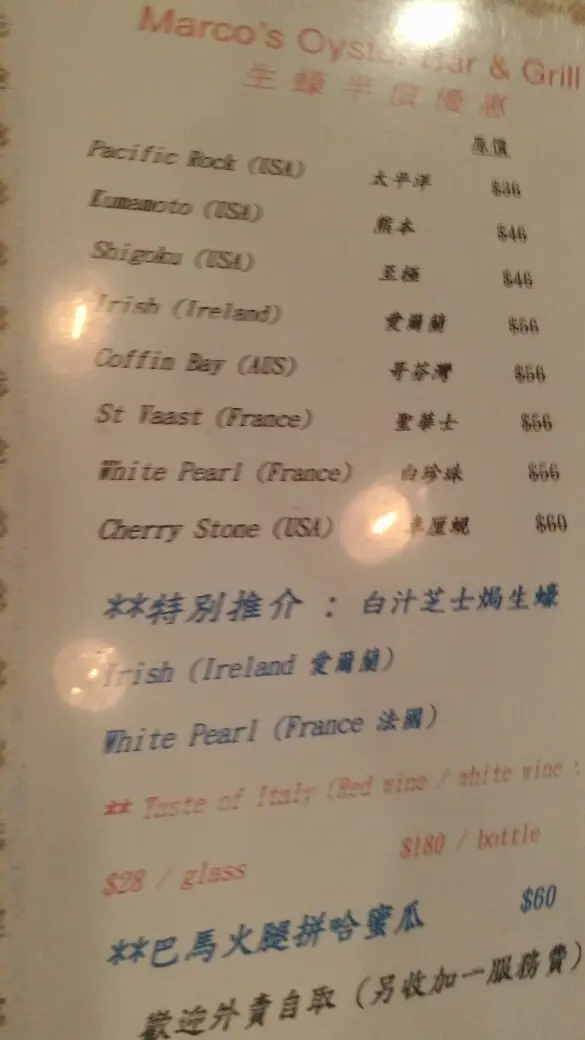 Marco's Oyster Bar & Grill
生蠔半價優惠
原價
Pacific Rock (USA) 太平洋 $36
Kumamoto (USA) 熊本 $46
Shigoku (USA) 至極 $46
Irish (Ireland) 愛爾蘭 $56
Coffin Bay (AUS) 哥芬灣 $56
St Vaast (France) 聖華士 $56
White Pearl (France) 白珍珠 $56
Cherry Stone (USA) 車厘蜆 $60
**特別推介 : 白汁芝士焗生蠔
Irish (Ireland 愛爾蘭)
White Pearl (France 法國)
** Taste of Italy (Red wine / white wine
$28 / glass $180 / bottle
**巴馬火腿拼哈蜜瓜 $60
歡迎外賣自取 (另收加一服務費)